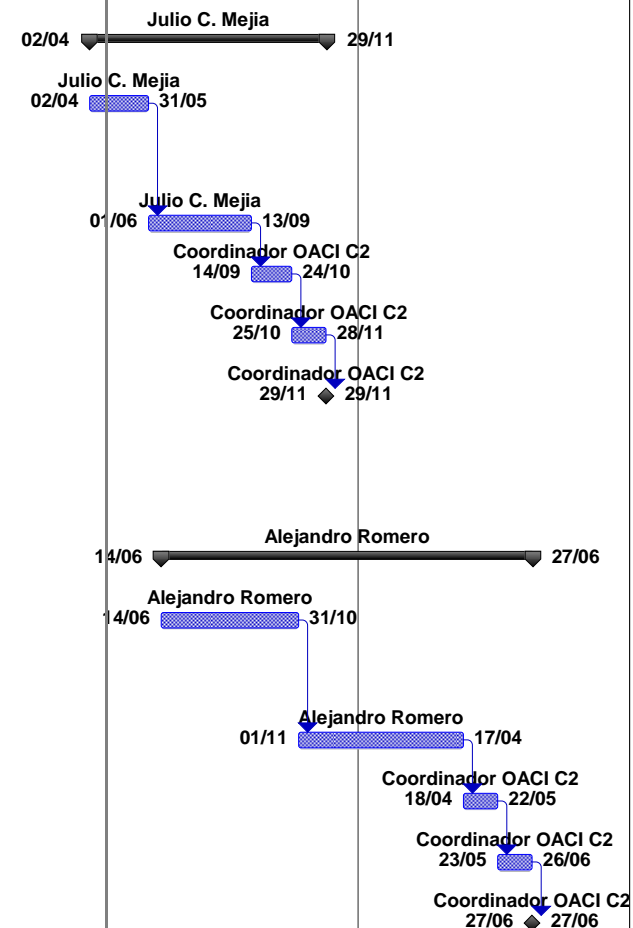 Julio C. Mejia
02/04 29/11
Julio C. Mejia
02/04 31/05
Julio C. Mejia
01/06 13/09
Coordinador OACI C2
14/09 24/10
Coordinador OACI C2
25/10 28/11
Coordinador OACI C2
29/11 29/11
Alejandro Romero
14/06 27/06
Alejandro Romero
14/06 31/10
Alejandro Romero
01/11 17/04
Coordinador OACI C2
18/04 22/05
Coordinador OACI C2
23/05 26/06
Coordinador OACI C2
27/06 27/06